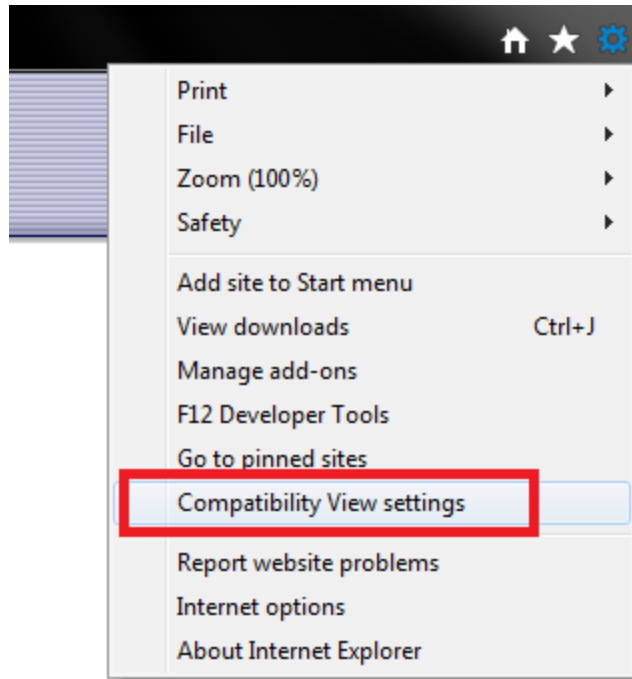 Print
File
Zoom (100%)
Safety
Add site to Start menu
View downloads Ctrl+J
Manage add-ons
F12 Developer Tools
Go to pinned sites
Compatibility View settings
Report website problems
Internet options
About Internet Explorer